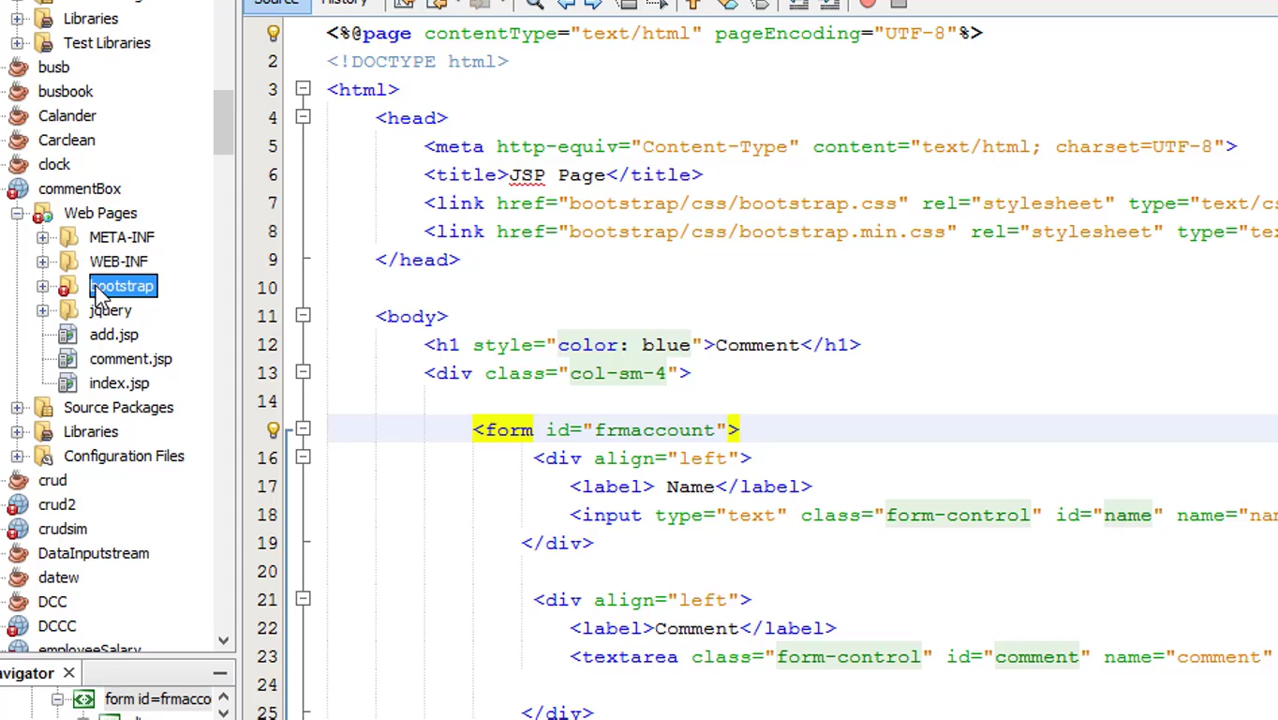 Libraries
Test Libraries
busb
busbook
Calander
Carclean
clock
commentBox
Web Pages
META-INF
WEB-INF
bootstrap
jquery
add.jsp
comment.jsp
index.jsp
Source Packages
Libraries
Configuration Files
crud
crud2
crudsim
DataInputstream
datew
DCC
DCCC
employeeSalary
avigator
form id=frmacco
Source History
<%@page contentType="text/html" pageEncoding="UTF-8"%>
2 <!DOCTYPE html>
3 <html>
4 <head>
5 <meta http-equiv="Content-Type" content="text/html; charset=UTF-8">
6 <title>JSP Page</title>
7 <link href="bootstrap/css/bootstrap.css" rel="stylesheet" type="text/cs
8 <link href="bootstrap/css/bootstrap.min.css" rel="stylesheet" type="tex
9 </head>
10
11 <body>
12 <h1 style="color: blue">Comment</h1>
13 <div class="col-sm-4">
14
<form id="frmaccount">
16 <div align="left">
17 <label> Name</label>
18 <input type="text" class="form-control" id="name" name="nam
19 </div>
20
21 <div align="left">
22 <label>Comment</label>
23 <textarea class="form-control" id="comment" name="comment"
24
25 </div>